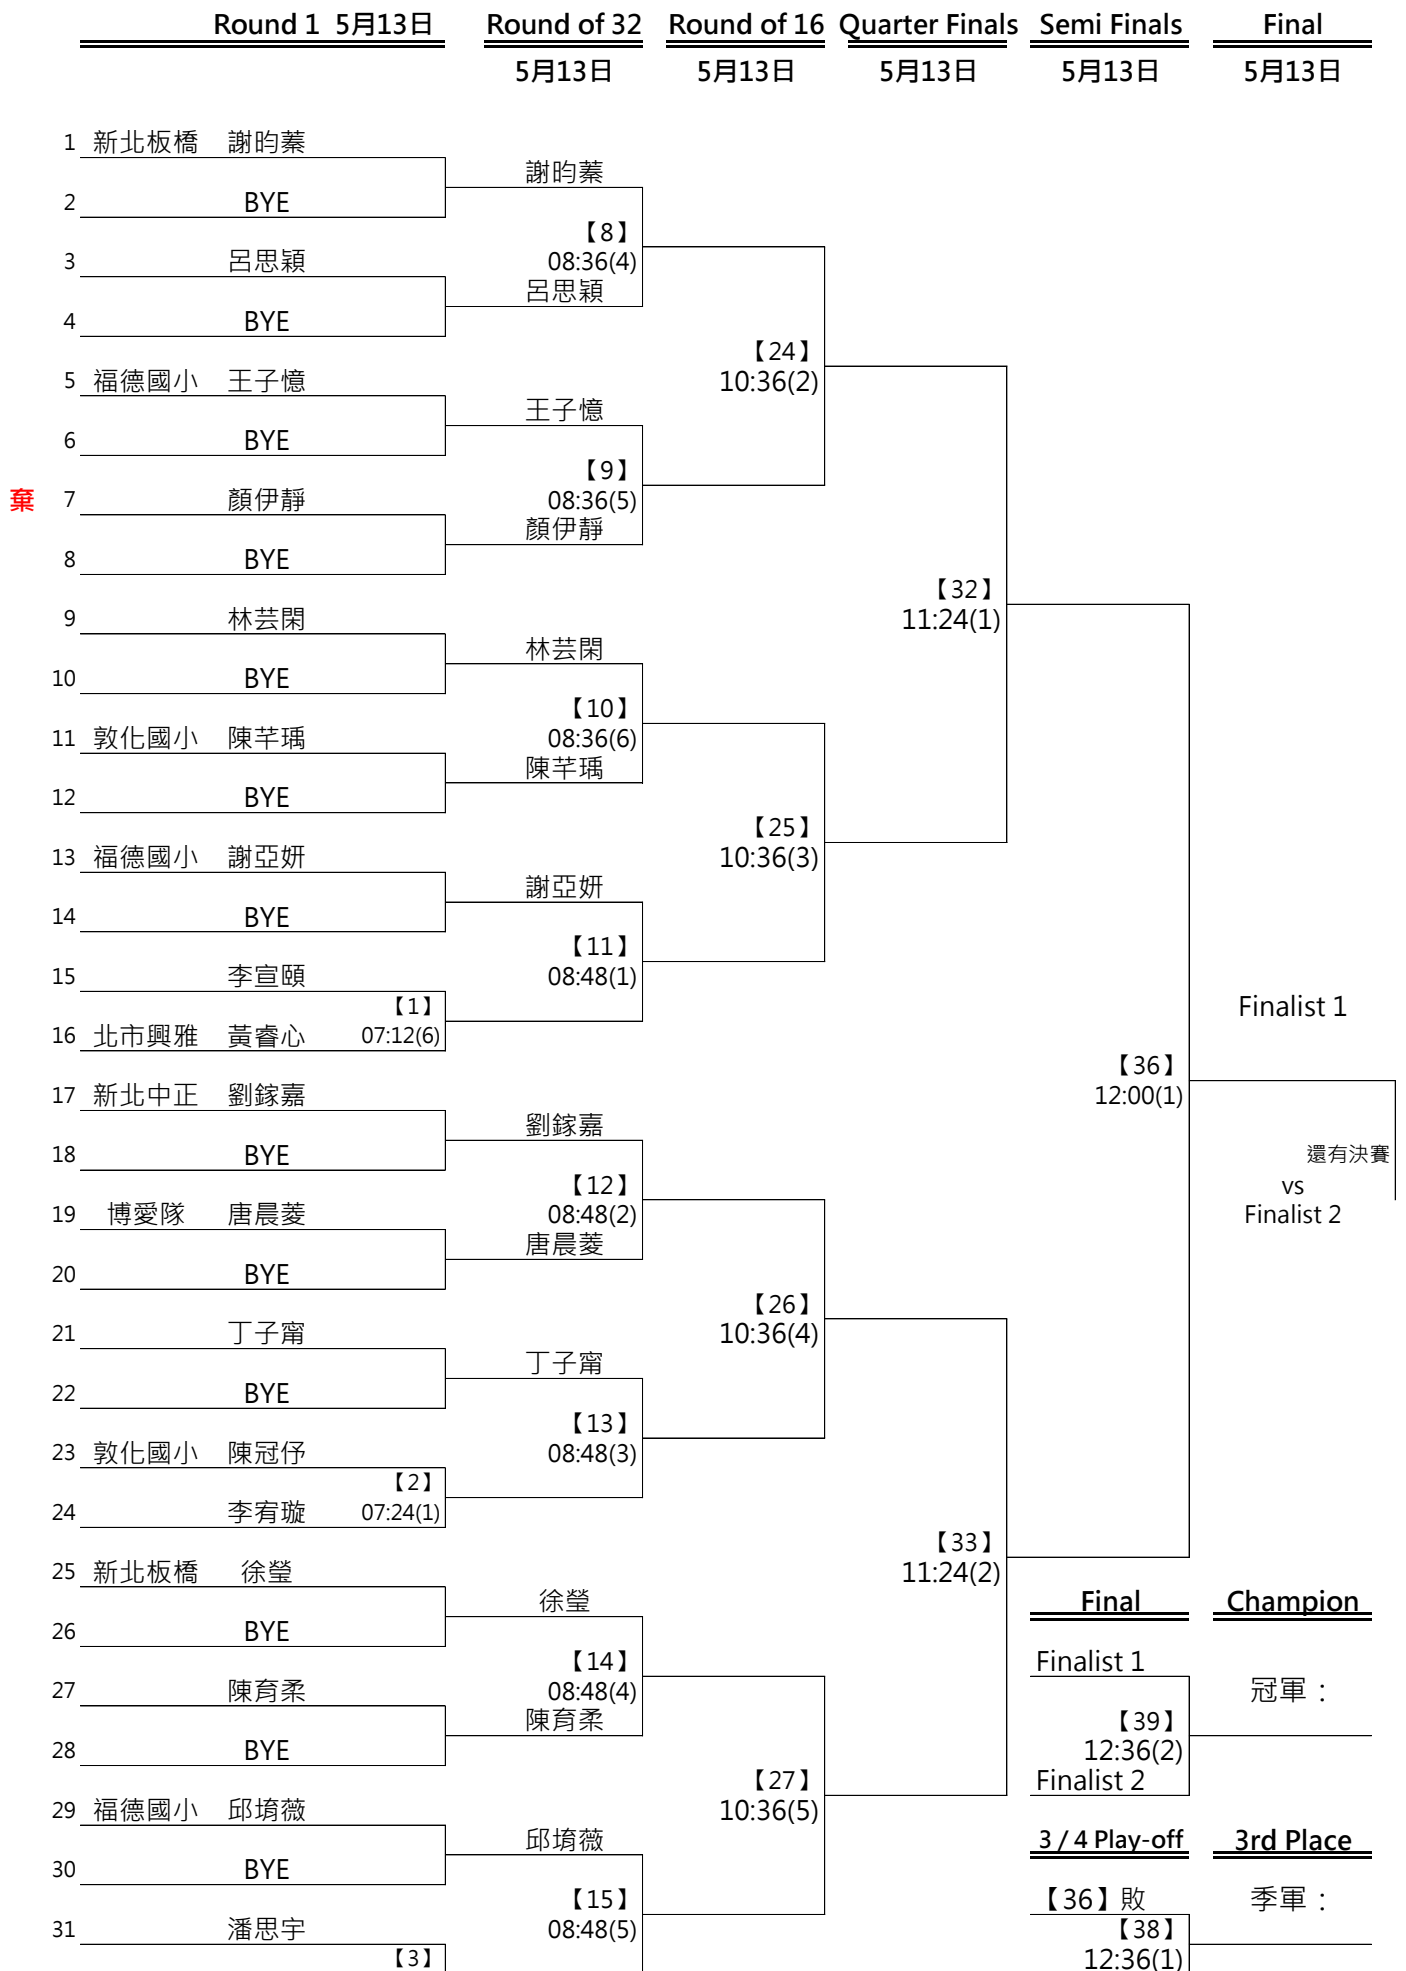 Round 1 5月13日 Round of 32 Round of 16 Quarter Finals Semi Finals Final
5月13日 5月13日 5月13日 5月13日 5月13日
1 新北板橋 謝昀蓁
謝昀蓁
2 BYE
【8】
3 呂思穎 08:36(4)
呂思穎
4 BYE
【24】
5 福德國小 王子憶 10:36(2)
王子憶
6 BYE
【9】
棄 7 顏伊靜 08:36(5)
顏伊靜
8 BYE
【32】
9 林芸閑 11:24(1)
林芸閑
10 BYE
【10】
11 敦化國小 陳芊瑀 08:36(6)
陳芊瑀
12 BYE
【25】
13 福德國小 謝亞妍 10:36(3)
謝亞妍
14 BYE
【11】
15 李宣頤 08:48(1)
【1】 Finalist 1
16 北市興雅 黃睿心 07:12(6)
【36】
17 新北中正 劉鎵嘉 12:00(1)
劉鎵嘉
18 BYE 還有決賽
【12】 vs
19 博愛隊 唐晨菱 08:48(2) Finalist 2
唐晨菱
20 BYE
【26】
21 丁子甯 10:36(4)
丁子甯
22 BYE
【13】
23 敦化國小 陳冠伃 08:48(3)
【2】
24 李宥璇 07:24(1)
【33】
25 新北板橋 徐瑩 11:24(2)
徐瑩 Final Champion
26 BYE
【14】 Finalist 1
27 陳育柔 08:48(4) 冠軍：
陳育柔 【39】
28 BYE 12:36(2)
【27】 Finalist 2
29 福德國小 邱堉薇 10:36(5)
邱堉薇 3 / 4 Play-off 3rd Place
30 BYE
【15】 【36】敗 季軍：
31 潘思宇 08:48(5) 【38】
【3】 12:36(1)